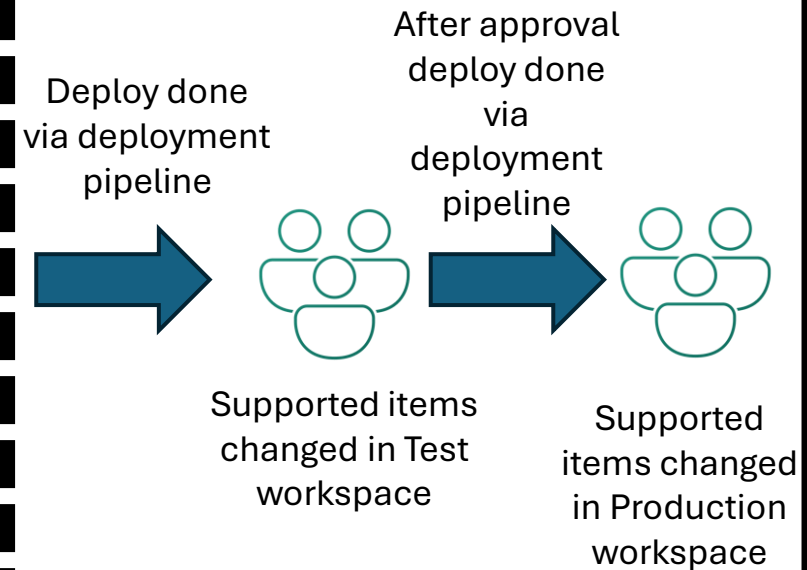 Deploy done
via deployment
pipeline
After approval
deploy done
via
deployment
pipeline
Supported items
changed in Test
workspace
Supported
items changed
in Production
workspace